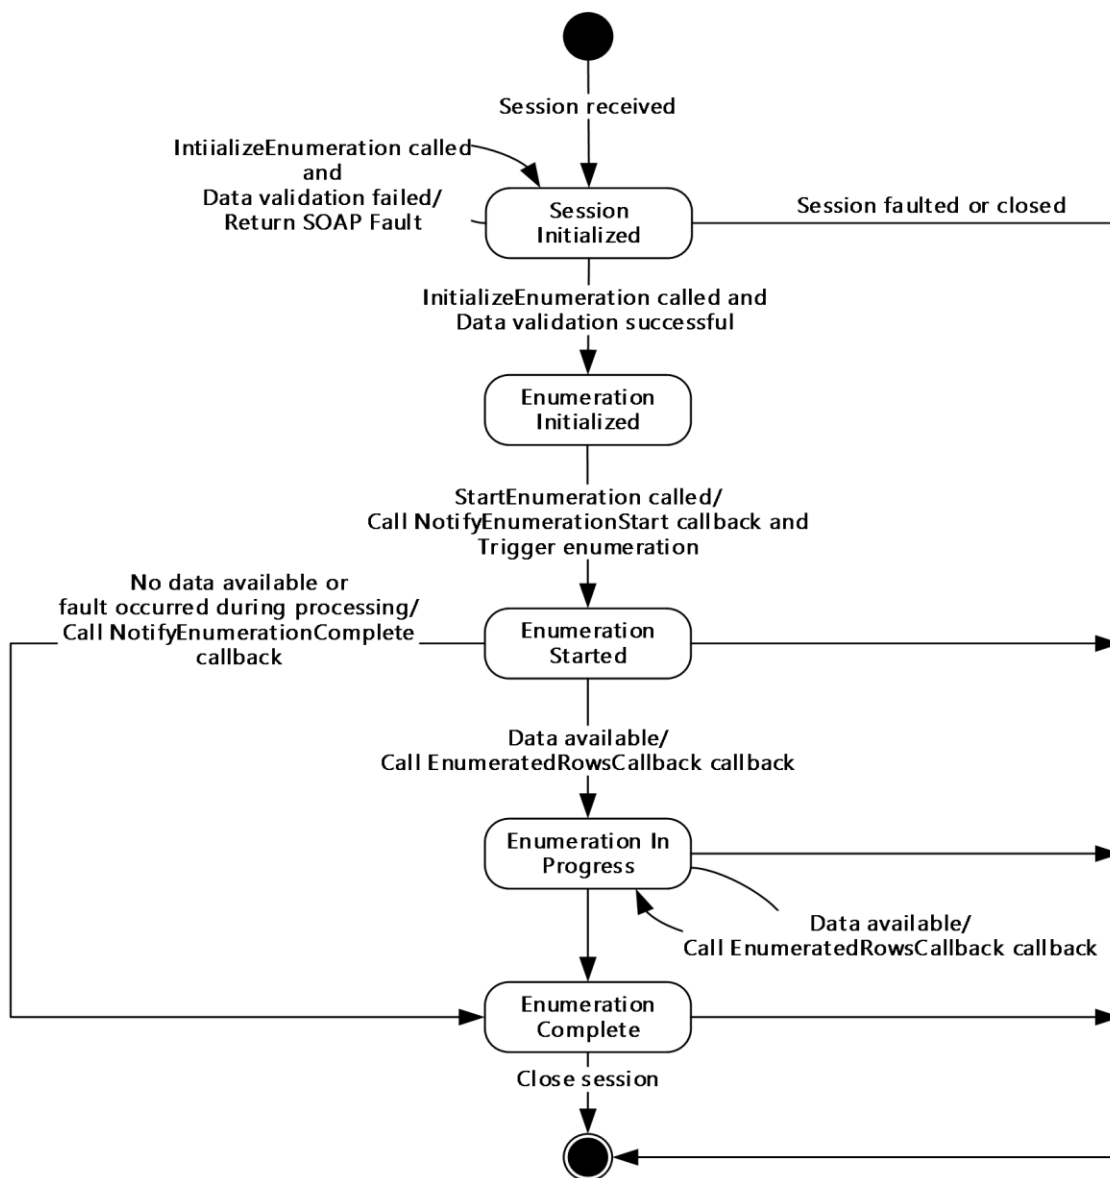 Session received
IntiializeEnumeration called
and
Data validation failed/
Return SOAP Fault
Session
Initialized
Session faulted or closed
InitializeEnumeration called and
Data validation successful
Enumeration
Initialized
StartEnumeration called/
Call NotifyEnumerationStart callback and
Trigger enumeration
No data available or
fault occurred during processing/
Call NotifyEnumerationComplete
callback
Enumeration
Started
Data available/
Call EnumeratedRowsCallback callback
Enumeration In
Progress
Data available/
Call EnumeratedRowsCallback callback
Enumeration
Complete
Close session